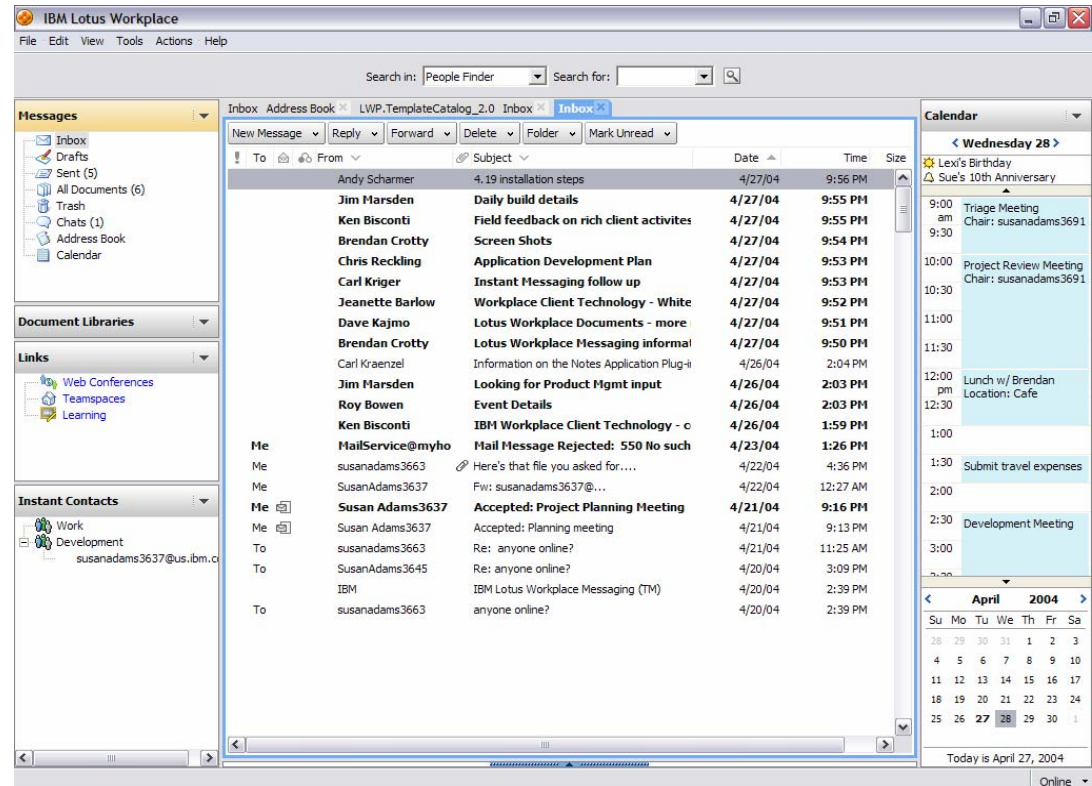 IBM Lotus Workplace
File Edit View Tools Actions Help
Search in: People Finder Search for:
Messages
Inbox
Drafts
Sent (5)
All Documents (6)
Trash
Chats (1)
Address Book
Calendar
Document Libraries
Links
Web Conferences
Teamspaces
Learning
Instant Contacts
Work
Development
susanadams3637@us.ibm.c
Inbox Address Book LWP.TemplateCatalog_2.0 Inbox Inbox
New Message Reply Forward Delete Folder Mark Unread
! To From Subject Date Time Size
Andy Scharmer 4.19 installation steps 4/27/04 9:56 PM
Jim Marsden Daily build details 4/27/04 9:55 PM
Ken Bisconti Field feedback on rich client activites 4/27/04 9:55 PM
Brendan Crotty Screen Shots 4/27/04 9:54 PM
Chris Reckling Application Development Plan 4/27/04 9:53 PM
Carl Kriger Instant Messaging follow up 4/27/04 9:53 PM
Jeanette Barlow Workplace Client Technology - White 4/27/04 9:52 PM
Dave Kajmo Lotus Workplace Documents - more 4/27/04 9:51 PM
Brendan Crotty Lotus Workplace Messaging informat 4/27/04 9:50 PM
Carl Kraenzel Information on the Notes Application Plug-i 4/26/04 2:04 PM
Jim Marsden Looking for Product Mgmt input 4/26/04 2:03 PM
Roy Bowen Event Details 4/26/04 2:03 PM
Ken Bisconti IBM Workplace Client Technology - 4/26/04 1:59 PM
Me MailService@myho Mail Message Rejected: 550 No such 4/23/04 1:26 PM
Me susanadams3663 Here's that file you asked for.... 4/22/04 4:36 PM
Me SusanAdams3637 Fw: susanadams3637@... 4/22/04 12:27 AM
Me Susan Adams3637 Accepted: Project Planning Meeting 4/21/04 9:16 PM
Me Susan Adams3637 Accepted: Planning meeting 4/21/04 9:13 PM
To susanadams3663 Re: anyone online? 4/21/04 11:25 AM
To SusanAdams3645 Re: anyone online? 4/20/04 3:09 PM
IBM IBM Lotus Workplace Messaging (TM) 4/20/04 2:39 PM
To susanadams3663 anyone online? 4/20/04 2:39 PM
Calendar
< Wednesday 28 >
Lexi's Birthday
Sue's 10th Anniversary
9:00 am Triage Meeting
Chair: susanadams3691
9:30
10:00 Project Review Meeting
Chair: susanadams3691
10:30
11:00
11:30
12:00 pm Lunch w/ Brendan
Location: Cafe
12:30
1:00
1:30 Submit travel expenses
2:00
2:30 Development Meeting
3:00
< April 2004 >
Su Mo Tu We Th Fr Sa
28 29 30 31 1 2 3
4 5 6 7 8 9 10
11 12 13 14 15 16 17
18 19 20 21 22 23 24
25 26 27 28 29 30 1
Today is April 27, 2004
Online